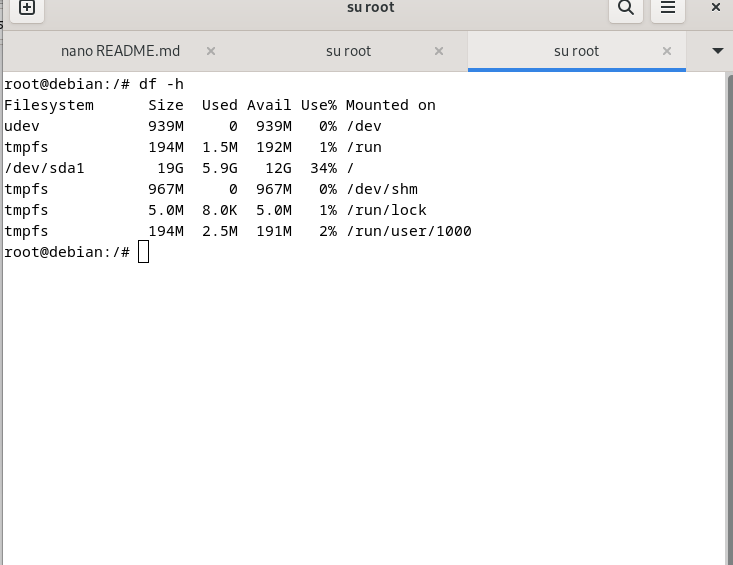 su root
nano README.md × su root × su root ×
root@debian:/# df -h
Filesystem      Size  Used Avail Use% Mounted on
udev            939M     0  939M   0% /dev
tmpfs           194M  1.5M  192M   1% /run
/dev/sda1        19G  5.9G   12G  34% /
tmpfs           967M     0  967M   0% /dev/shm
tmpfs           5.0M  8.0K  5.0M   1% /run/lock
tmpfs           194M  2.5M  191M   2% /run/user/1000
root@debian:/#